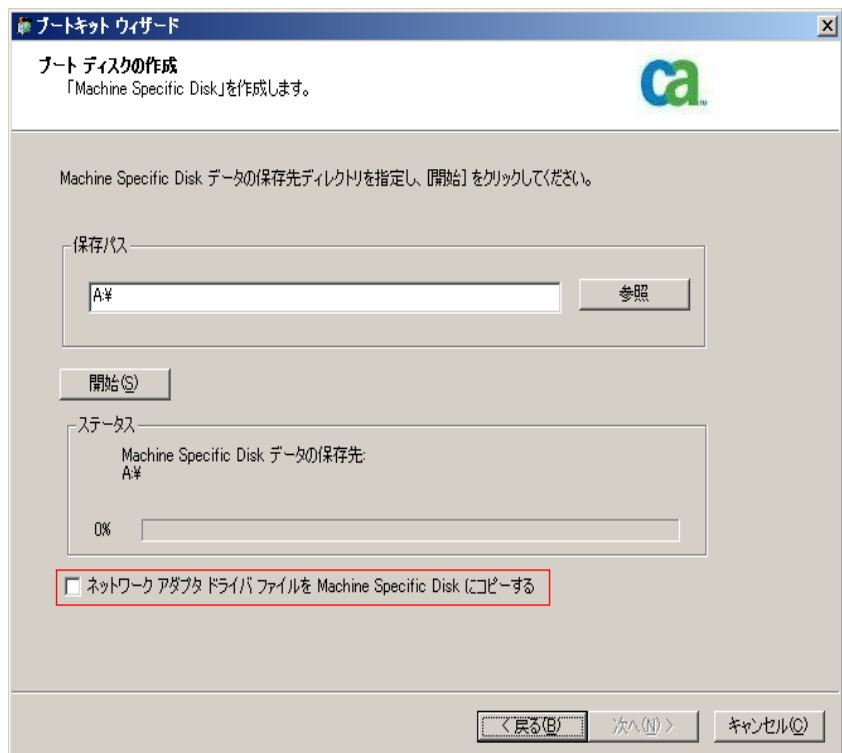 ブートキット ウィザード
ブート ディスクの作成
「Machine Specific Disk」を作成します。
ca
Machine Specific Disk データの保存先ディレクトリを指定し、[開始] をクリックしてください。
保存パス
A:¥
参照
開始(S)
ステータス
Machine Specific Disk データの保存先:
A:¥
0%
ネットワーク アダプタ ドライバ ファイルを Machine Specific Disk にコピーする
< 戻る(B)
次へ(N) >
キャンセル(C)